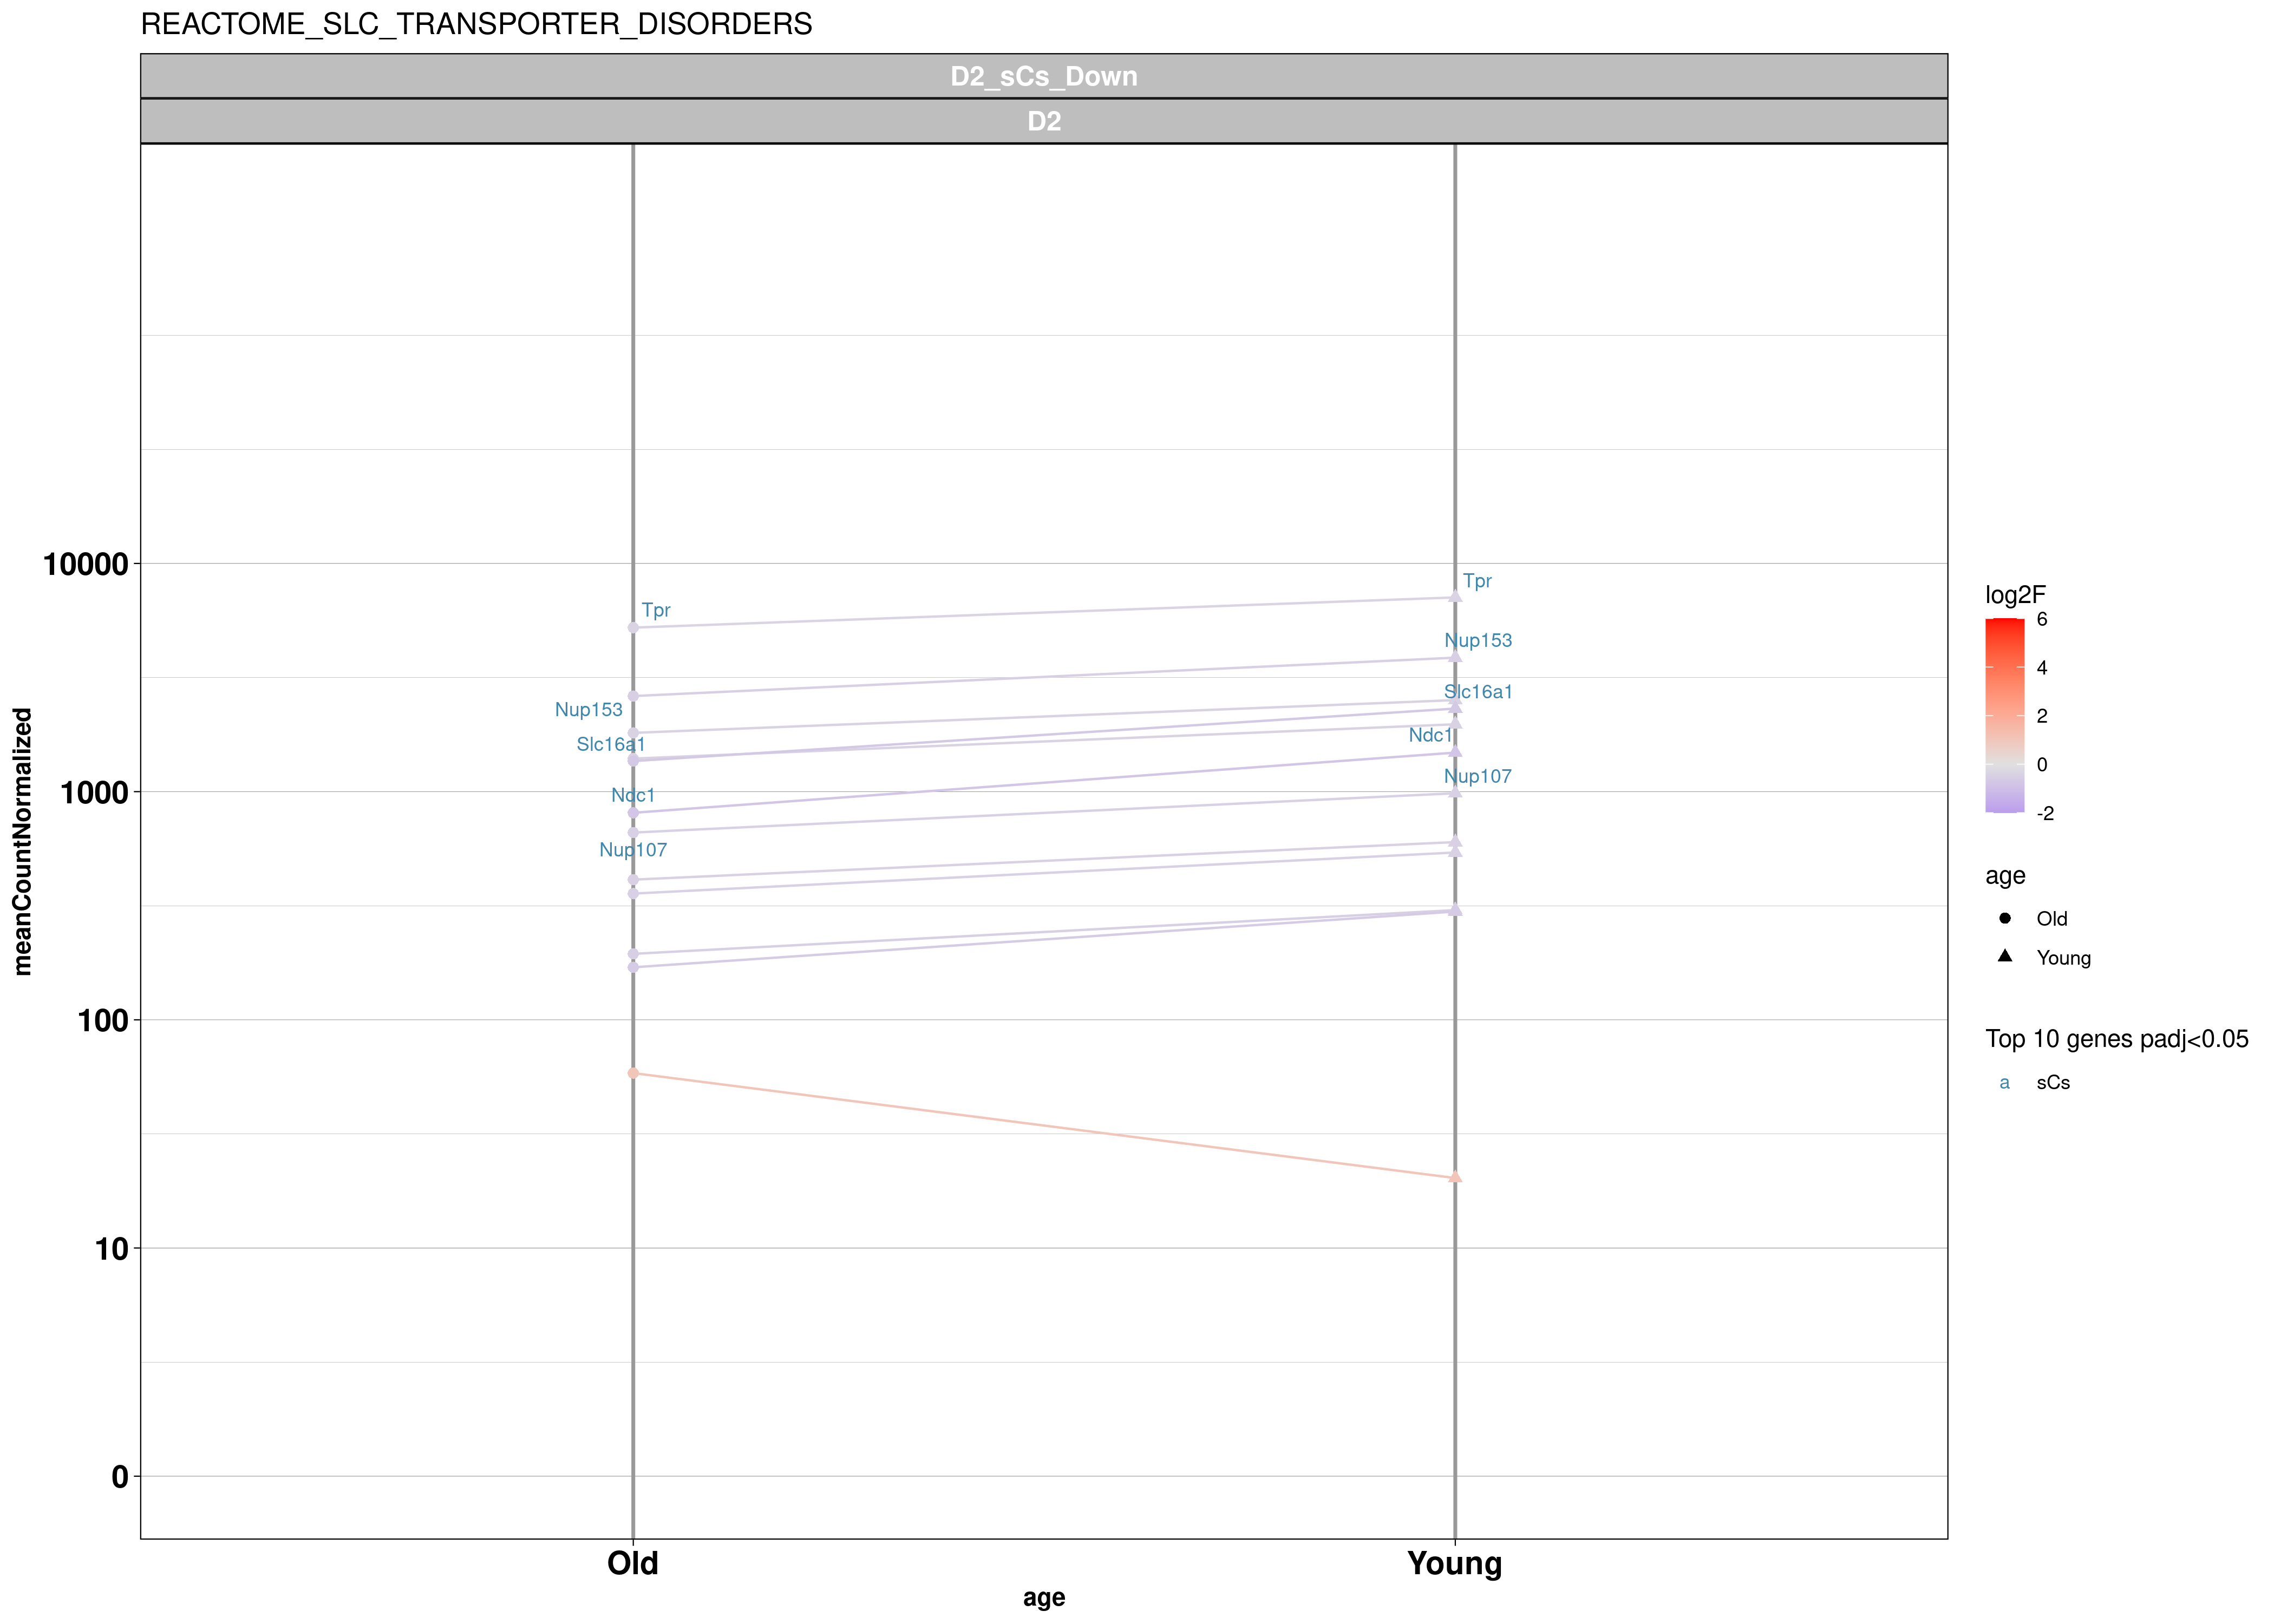 REACTOME_SLC_TRANSPORTER_DISORDERS
D2_sCs_Down
D2
meanCountNormalized
10000
1000
100
10
0
Tpr
Nup153
Slc16a1
Ndc1
Nup107
Tpr
Nup153
Slc16a1
Ndc1
Nup107
Old
Young
age
log2F
6
4
2
0
-2
age
Old
Young
Top 10 genes padj<0.05
a sCs